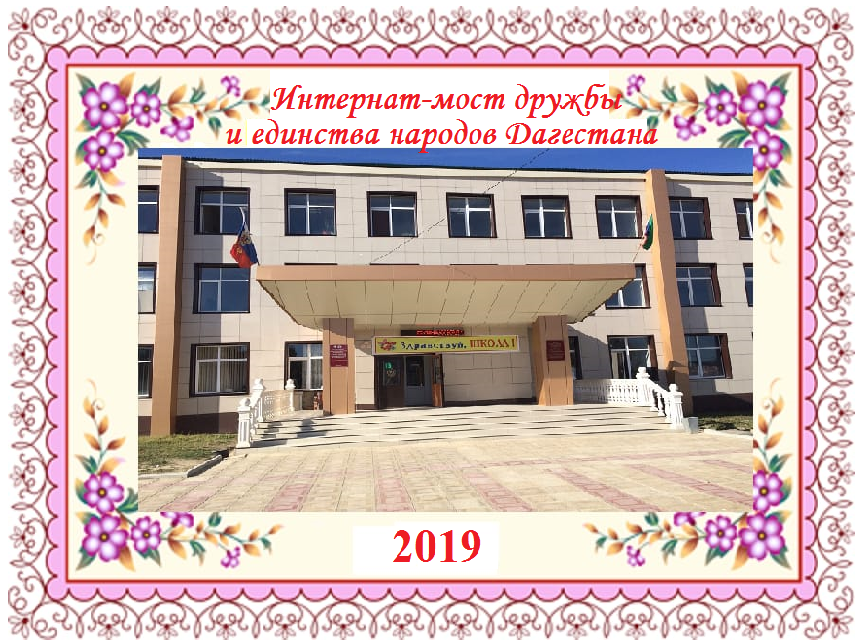 Интернат-мост дружбы
и единства народов Дагестана
Здравствуй, ШКОЛА!
2019